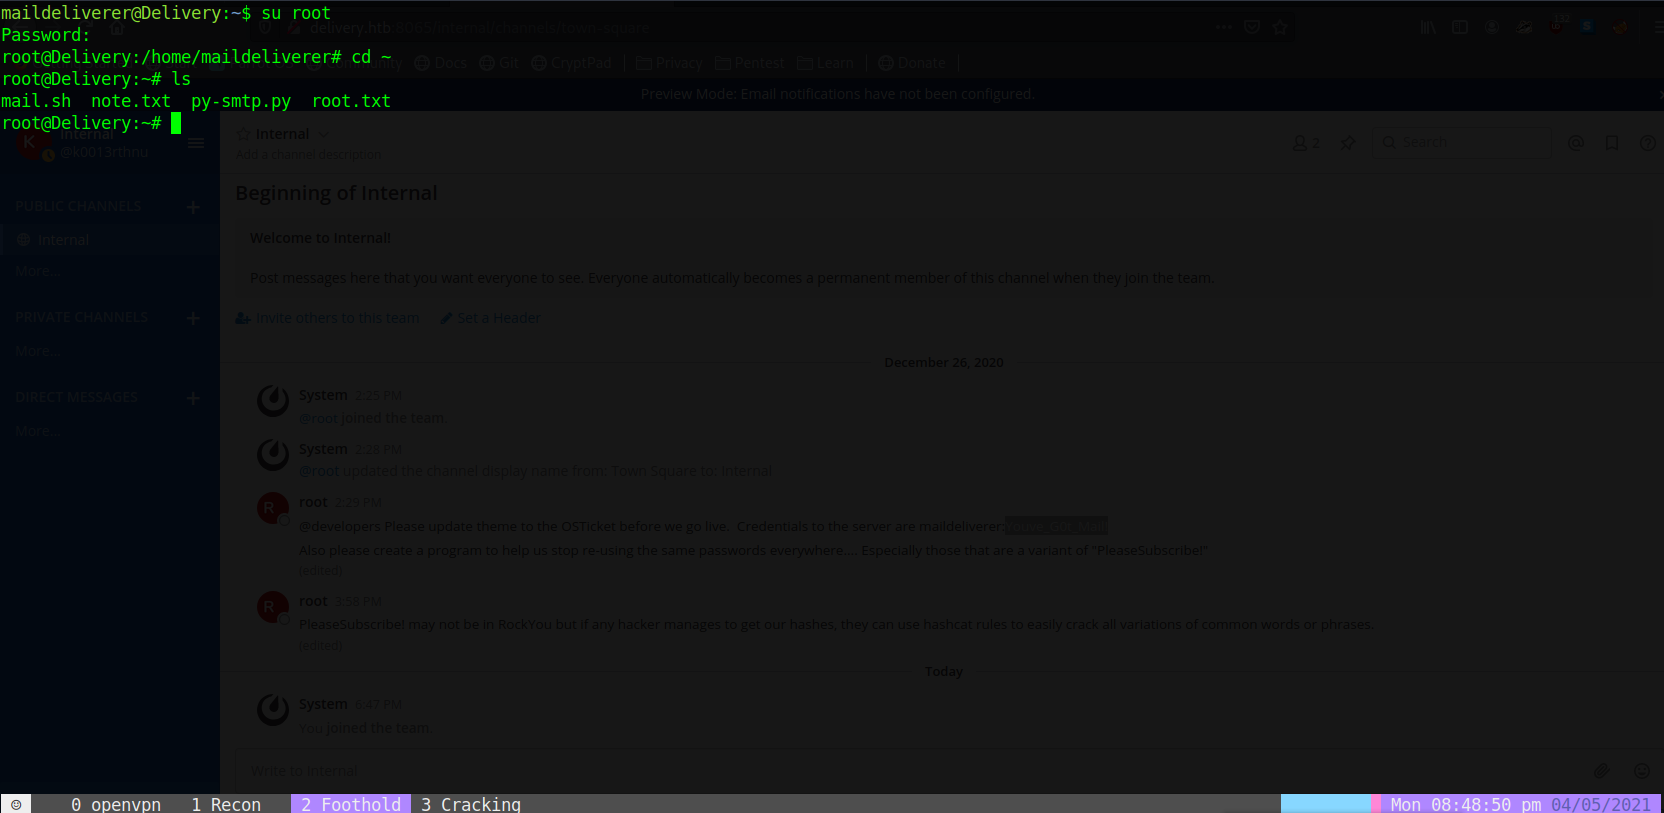 maildeliverer@Delivery:~$ su root
Password:
root@Delivery:/home/maildeliverer# cd ~
root@Delivery:~# ls
mail.sh note.txt py-smtp.py root.txt
root@Delivery:~#
delivery.htb:8065/internal/channels/town-square
Community Docs Git CryptPad Privacy Pentest Learn Donate
Preview Mode: Email notifications have not been configured.
Internal
@k0013rthnu
PUBLIC CHANNELS
Internal
More...
PRIVATE CHANNELS
More...
DIRECT MESSAGES
More...
Internal
Add a channel description
2
Search
Beginning of Internal
Welcome to Internal!
Post messages here that you want everyone to see. Everyone automatically becomes a permanent member of this channel when they join the team.
Invite others to this team Set a Header
December 26, 2020
System 2:25 PM
@root joined the team.
System 2:28 PM
@root updated the channel display name from: Town Square to: Internal
R
root 2:29 PM
@developers Please update theme to the OSTicket before we go live. Credentials to the server are maildeliverer:
Also please create a program to help us stop re-using the same passwords everywhere.... Especially those that are a variant of "PleaseSubscribe!"
(edited)
R
root 3:58 PM
PleaseSubscribe! may not be in RockYou but if any hacker manages to get our hashes, they can use hashcat rules to easily crack all variations of common words or phrases.
(edited)
Today
System 6:47 PM
You joined the team.
Write to Internal
0 openvpn 1 Recon 2 Foothold 3 Cracking Mon 08:48:50 pm 04/05/2021